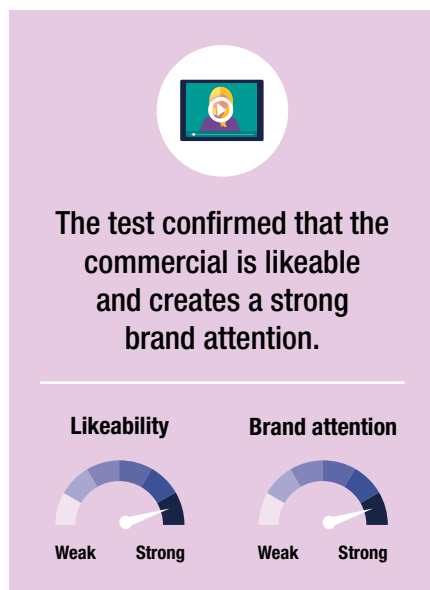 The test confirmed that the
commercial is likeable
and creates a strong
brand attention.
Likeability
Weak Strong
Brand attention
Weak Strong